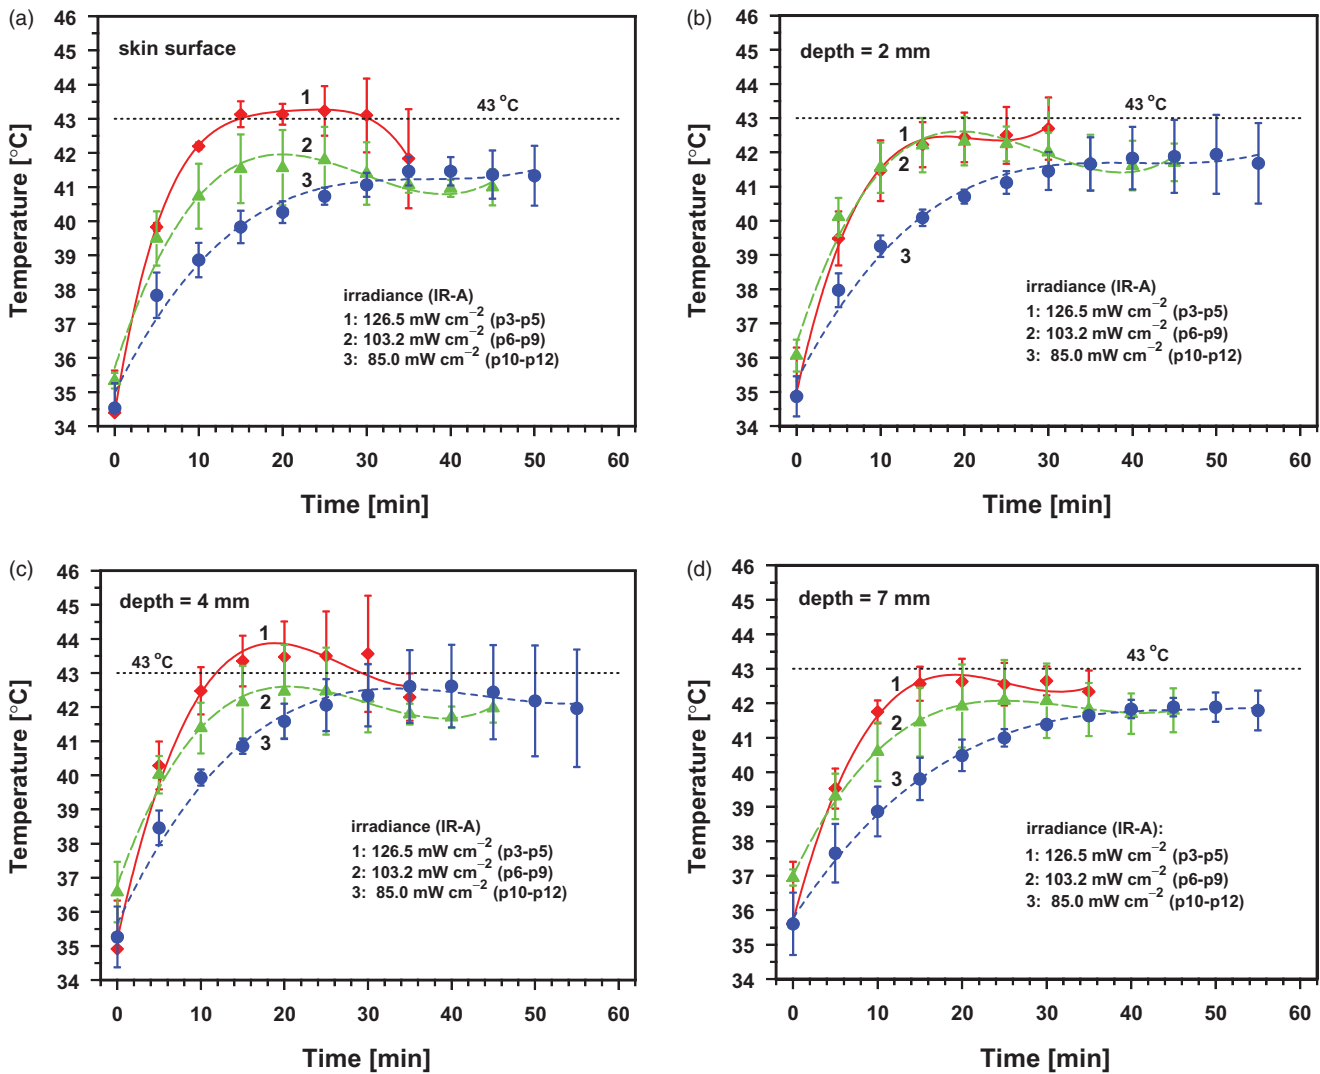 (a)
skin surface
46
45
44
43
42
41
40
39
38
37
36
35
34
Temperature [°C]
1
2
3
43 °C
irradiance (IR-A)
1: 126.5 mW cm⁻² (p3-p5)
2: 103.2 mW cm⁻² (p6-p9)
3: 85.0 mW cm⁻² (p10-p12)
0 10 20 30 40 50 60
Time [min]
(b)
depth = 2 mm
46
45
44
43
42
41
40
39
38
37
36
35
34
Temperature [°C]
43 °C
1
2
3
irradiance (IR-A)
1: 126.5 mW cm⁻² (p3-p5)
2: 103.2 mW cm⁻² (p6-p9)
3: 85.0 mW cm⁻² (p10-p12)
0 10 20 30 40 50 60
Time [min]
(c)
depth = 4 mm
46
45
44
43
42
41
40
39
38
37
36
35
34
Temperature [°C]
43 °C
1
2
3
irradiance (IR-A)
1: 126.5 mW cm⁻² (p3-p5)
2: 103.2 mW cm⁻² (p6-p9)
3: 85.0 mW cm⁻² (p10-p12)
0 10 20 30 40 50 60
Time [min]
(d)
depth = 7 mm
46
45
44
43
42
41
40
39
38
37
36
35
34
Temperature [°C]
43 °C
1
2
3
irradiance (IR-A):
1: 126.5 mW cm⁻² (p3-p5)
2: 103.2 mW cm⁻² (p6-p9)
3: 85.0 mW cm⁻² (p10-p12)
0 10 20 30 40 50 60
Time [min]